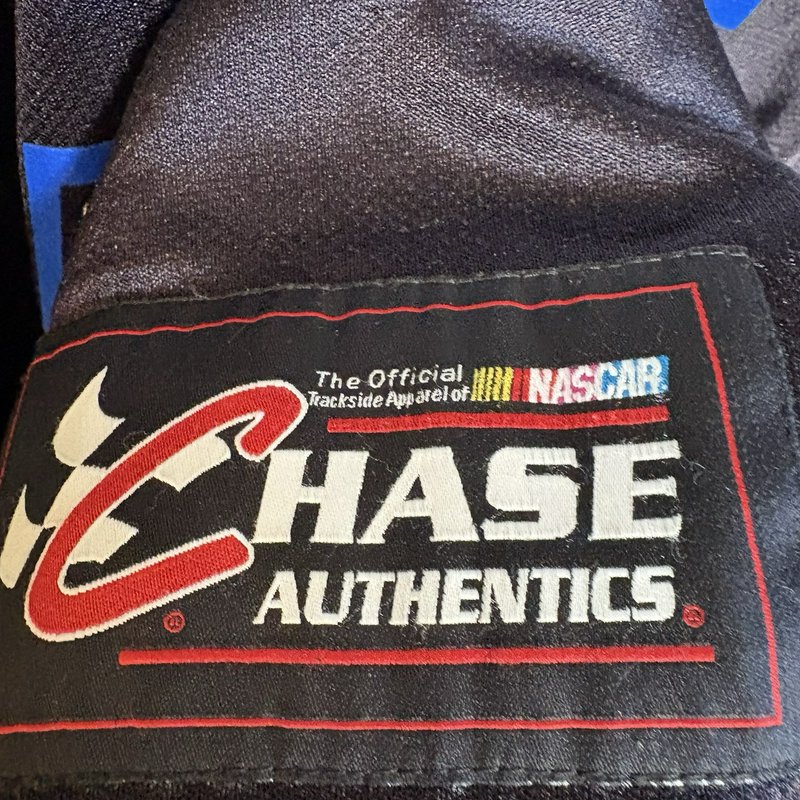 The Official
Trackside Apparel of NASCAR®
CHASE
AUTHENTICS®
®